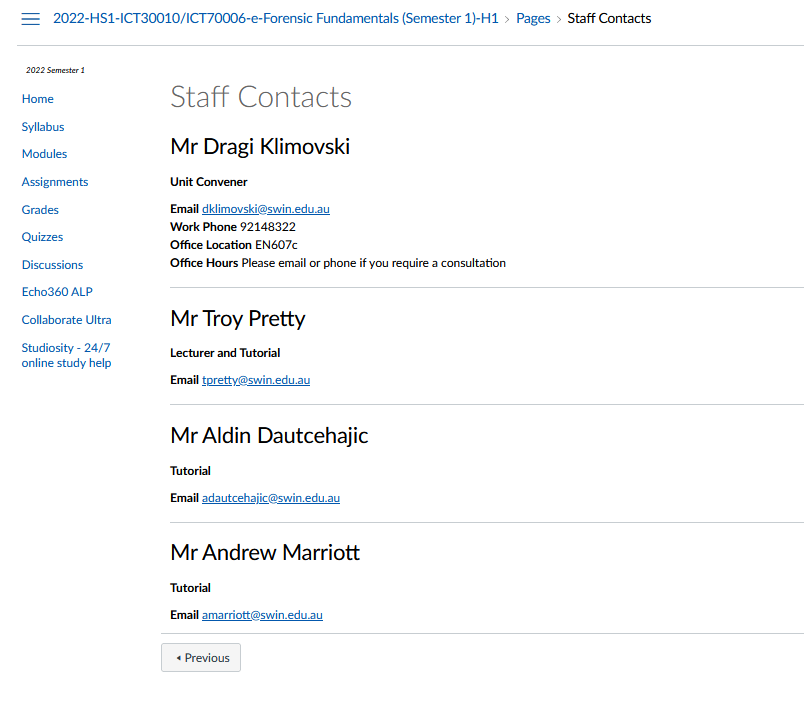 2022-HS1-ICT30010/ICT70006-e-Forensic Fundamentals (Semester 1)-H1 > Pages > Staff Contacts
2022 Semester 1
Home
Syllabus
Modules
Assignments
Grades
Quizzes
Discussions
Echo360 ALP
Collaborate Ultra
Studiosity - 24/7
online study help
Staff Contacts
Mr Dragi Klimovski
Unit Convener
Email dklimovski@swin.edu.au
Work Phone 92148322
Office Location EN607c
Office Hours Please email or phone if you require a consultation
Mr Troy Pretty
Lecturer and Tutorial
Email tpretty@swin.edu.au
Mr Aldin Dautcehajic
Tutorial
Email adautcehajic@swin.edu.au
Mr Andrew Marriott
Tutorial
Email amarriott@swin.edu.au
Previous